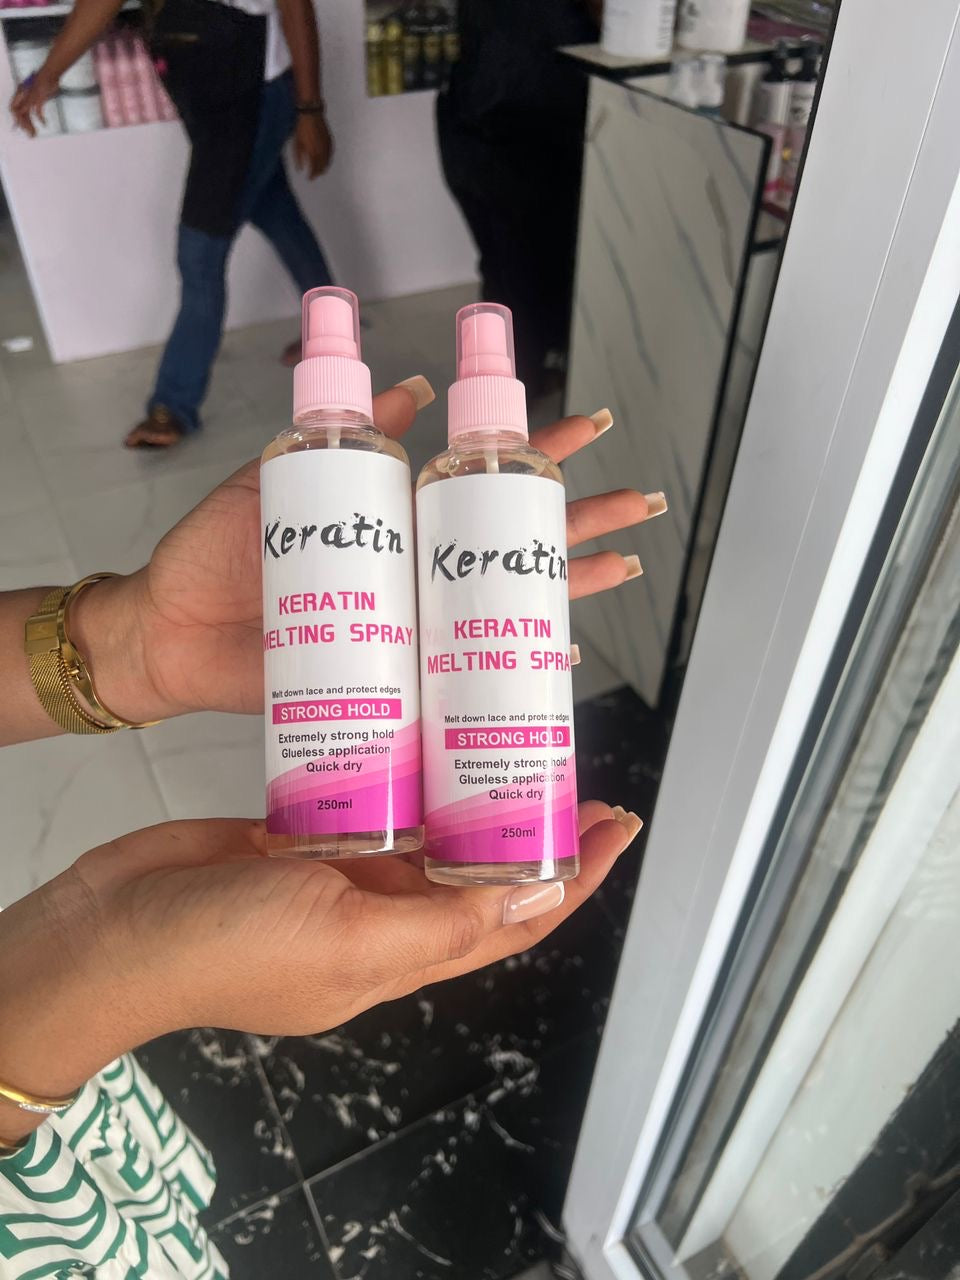 Keratin
KERATIN
MELTING SPRAY
Melt down lace and protect edges
STRONG HOLD
Extremely strong hold
Glueless application
Quick dry
250ml
Keratin
KERATIN
MELTING SPRA
Melt down lace and protect edges
STRONG HOLD
Extremely strong hold
Glueless application
Quick dry
250ml